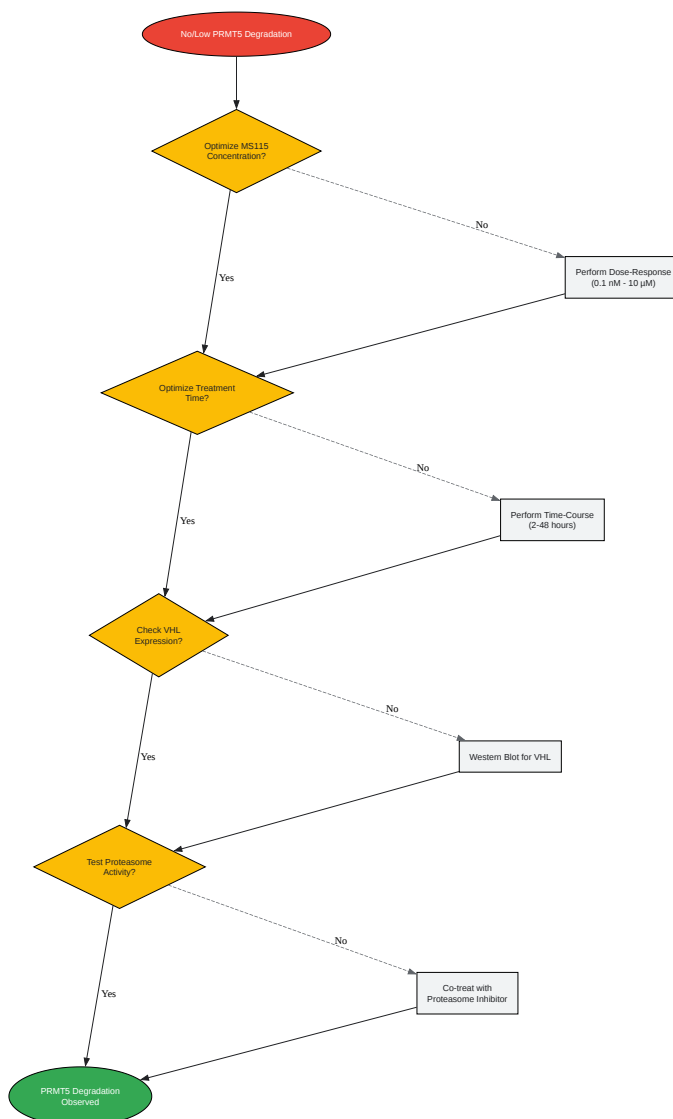 No/Low PRMT5 Degradation
Optimize MS115
Concentration?
No
Perform Dose-Response
(0.1 nM - 10 µM)
Yes
Optimize Treatment
Time?
No
Perform Time-Course
(2-48 hours)
Yes
Check VHL
Expression?
No
Western Blot for VHL
Yes
Test Proteasome
Activity?
No
Co-treat with
Proteasome Inhibitor
Yes
PRMT5 Degradation
Observed